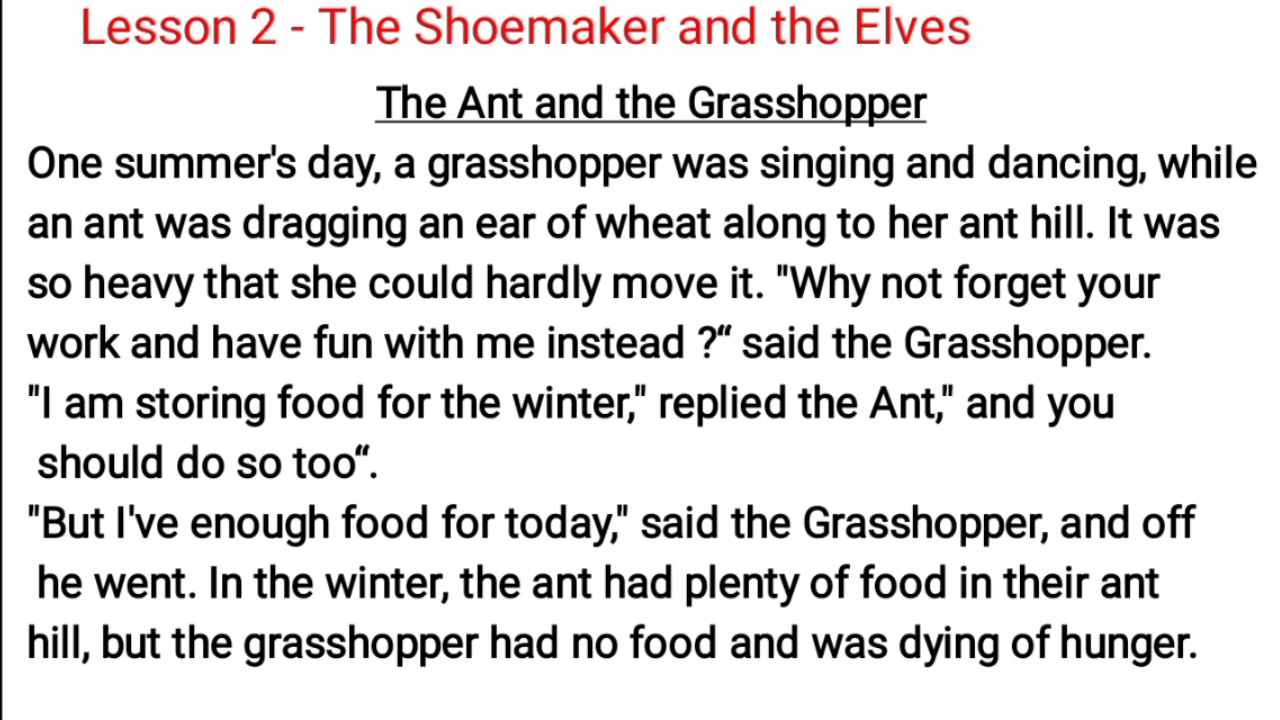 Lesson 2 - The Shoemaker and the Elves
The Ant and the Grasshopper
One summer's day, a grasshopper was singing and dancing, while
an ant was dragging an ear of wheat along to her ant hill. It was
so heavy that she could hardly move it. "Why not forget your
work and have fun with me instead ?“ said the Grasshopper.
"I am storing food for the winter," replied the Ant," and you
should do so too“.
"But I've enough food for today," said the Grasshopper, and off
he went. In the winter, the ant had plenty of food in their ant
hill, but the grasshopper had no food and was dying of hunger.